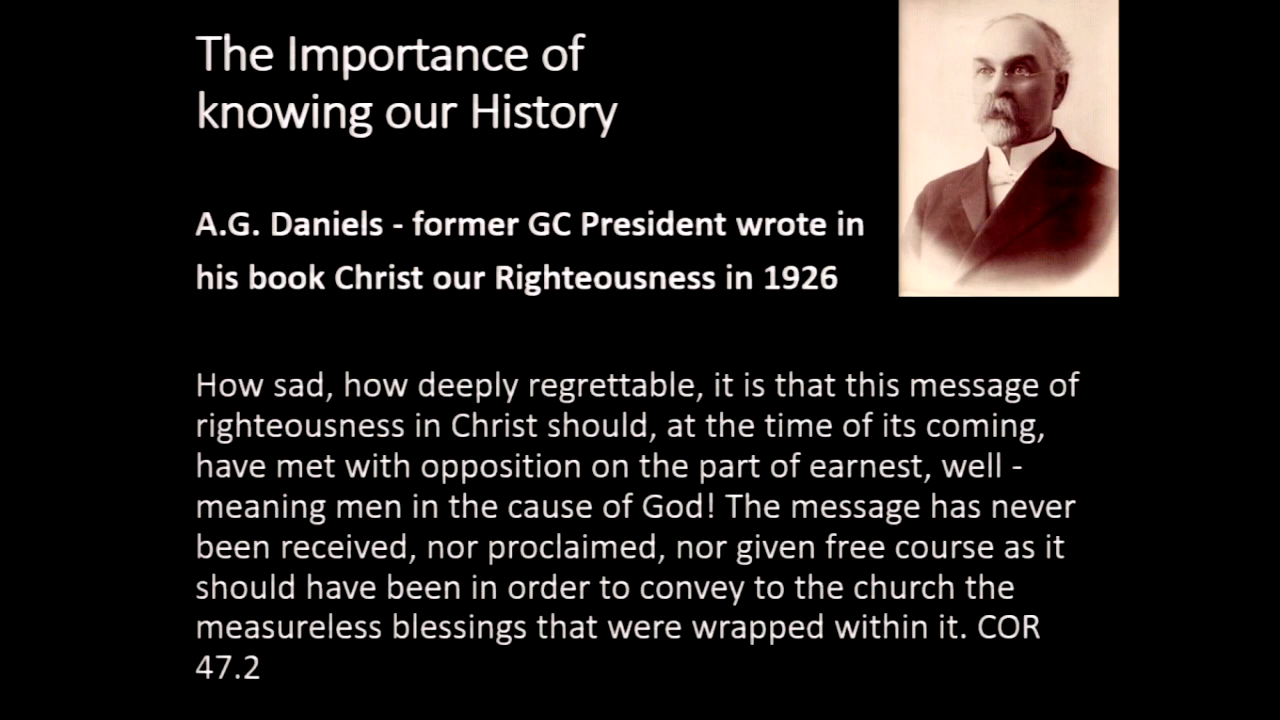 The Importance of
knowing our History
A.G. Daniels - former GC President wrote in
his book Christ our Righteousness in 1926
How sad, how deeply regrettable, it is that this message of
righteousness in Christ should, at the time of its coming,
have met with opposition on the part of earnest, well -
meaning men in the cause of God! The message has never
been received, nor proclaimed, nor given free course as it
should have been in order to convey to the church the
measureless blessings that were wrapped within it. COR
47.2